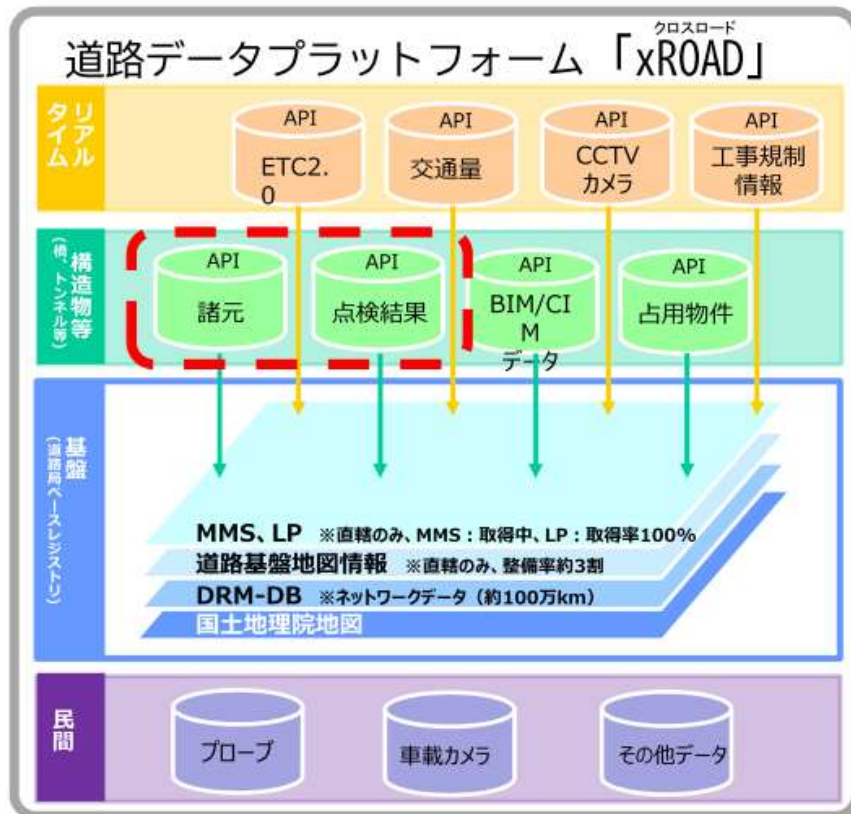 クロスロード
道路データプラットフォーム「xROAD」
リアル
タイム
API
ETC2.
0
API
交通量
API
CCTV
カメラ
API
工事規制
情報
構造物等
(橋、トンネル等)
API
諸元
API
点検結果
API
BIM/CI
M
データ
API
占用物件
基盤
(道路局ベースレジストリ)
MMS、LP ※直轄のみ、MMS：取得中、LP：取得率100%
道路基盤地図情報 ※直轄のみ、整備率約3割
DRM-DB ※ネットワークデータ（約100万km）
国土地理院地図
民間
プローブ
車載カメラ
その他データ